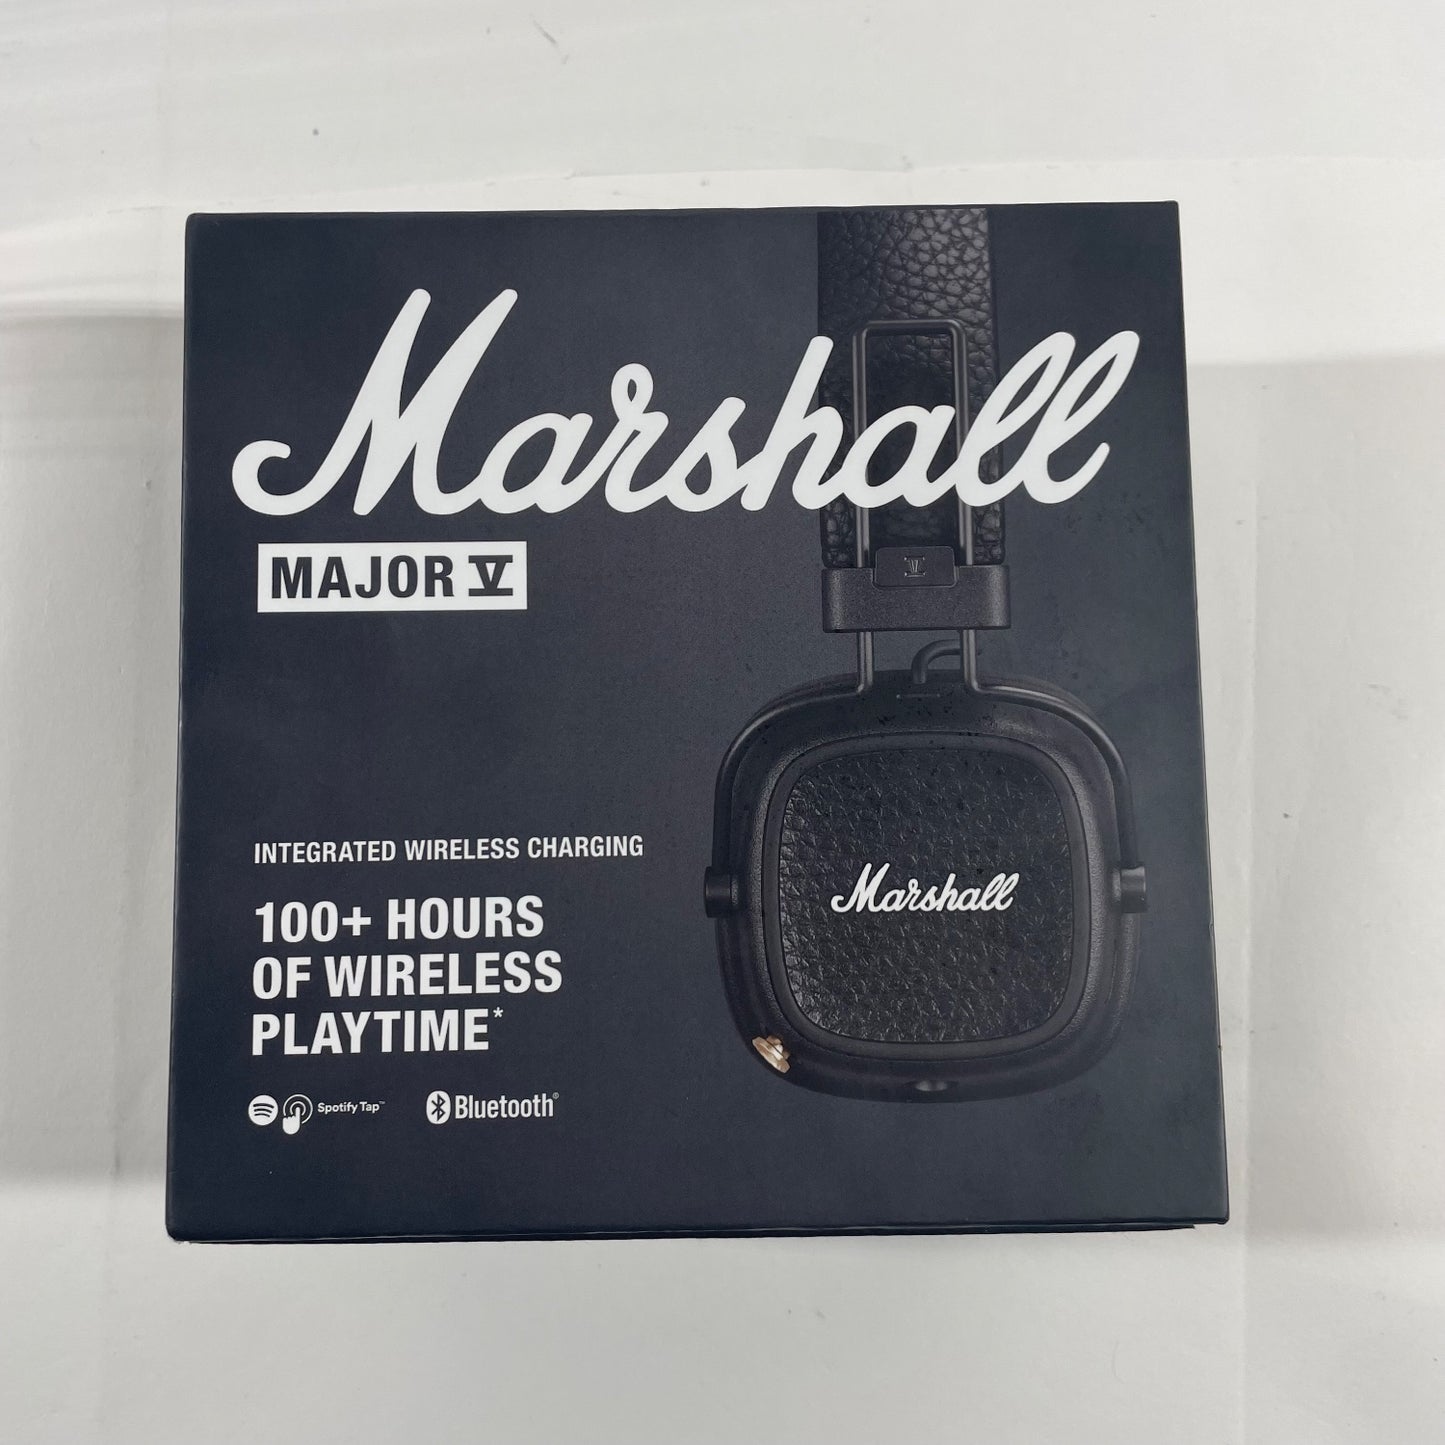 Marshall
MAJOR V
V
INTEGRATED WIRELESS CHARGING
100+ HOURS
OF WIRELESS
PLAYTIME*
Marshall
Spotify Tap™ Bluetooth®